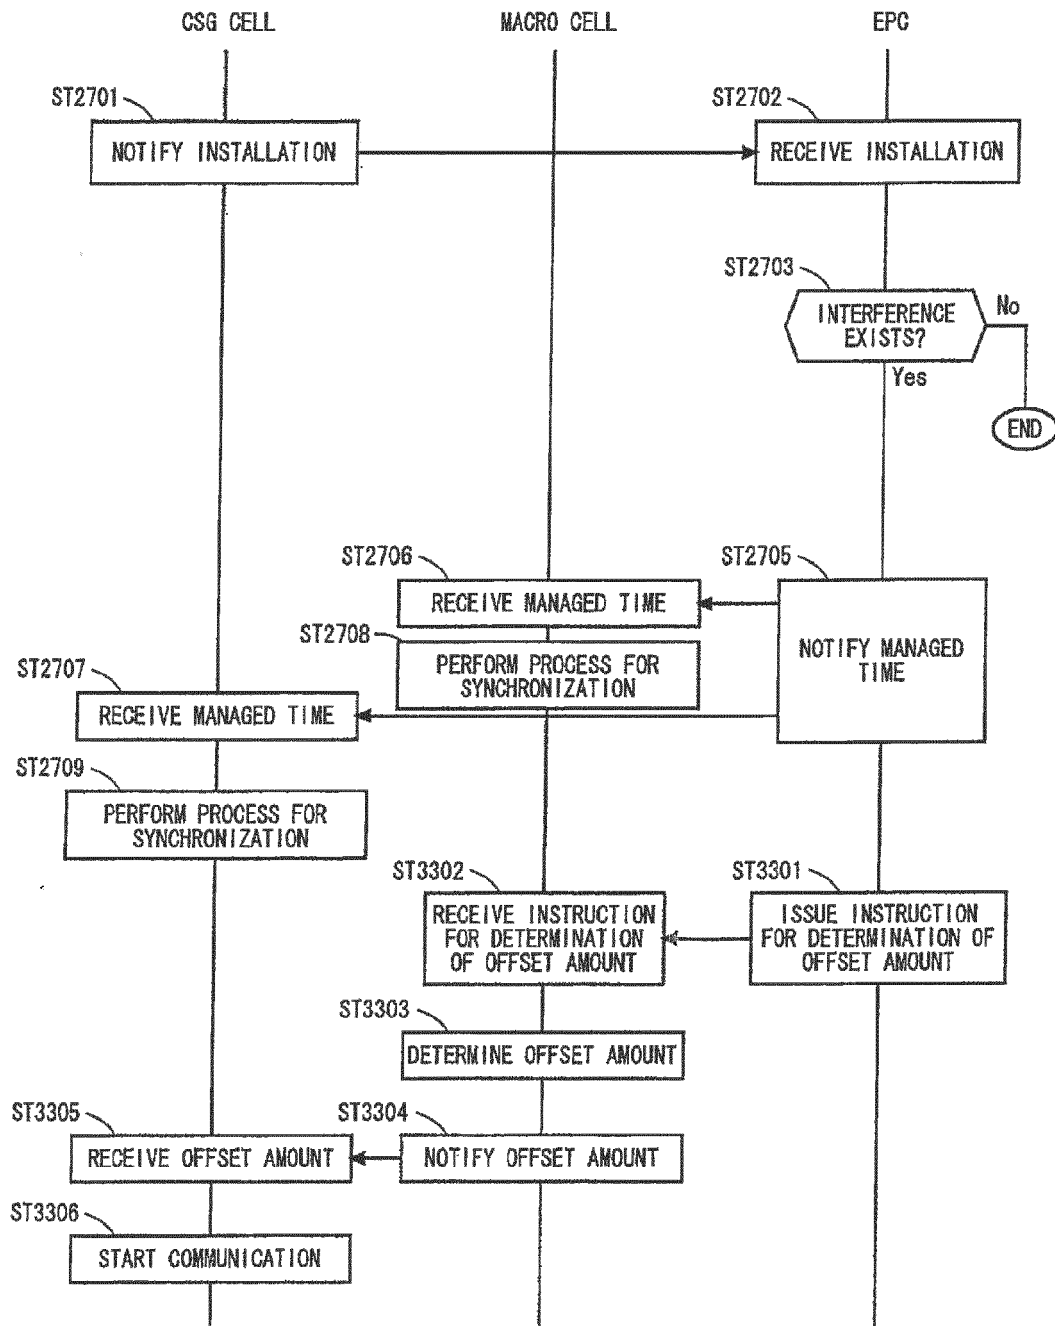 CSG CELL
MACRO CELL
EPC
ST2701
NOTIFY INSTALLATION
ST2702
RECEIVE INSTALLATION
ST2703
INTERFERENCE
EXISTS?
No
Yes
END
ST2706
RECEIVE MANAGED TIME
ST2705
NOTIFY MANAGED
TIME
ST2708
PERFORM PROCESS FOR
SYNCHRONIZATION
ST2707
RECEIVE MANAGED TIME
ST2709
PERFORM PROCESS FOR
SYNCHRONIZATION
ST3302
RECEIVE INSTRUCTION
FOR DETERMINATION
OF OFFSET AMOUNT
ST3301
ISSUE INSTRUCTION
FOR DETERMINATION OF
OFFSET AMOUNT
ST3303
DETERMINE OFFSET AMOUNT
ST3305
RECEIVE OFFSET AMOUNT
ST3304
NOTIFY OFFSET AMOUNT
ST3306
START COMMUNICATION